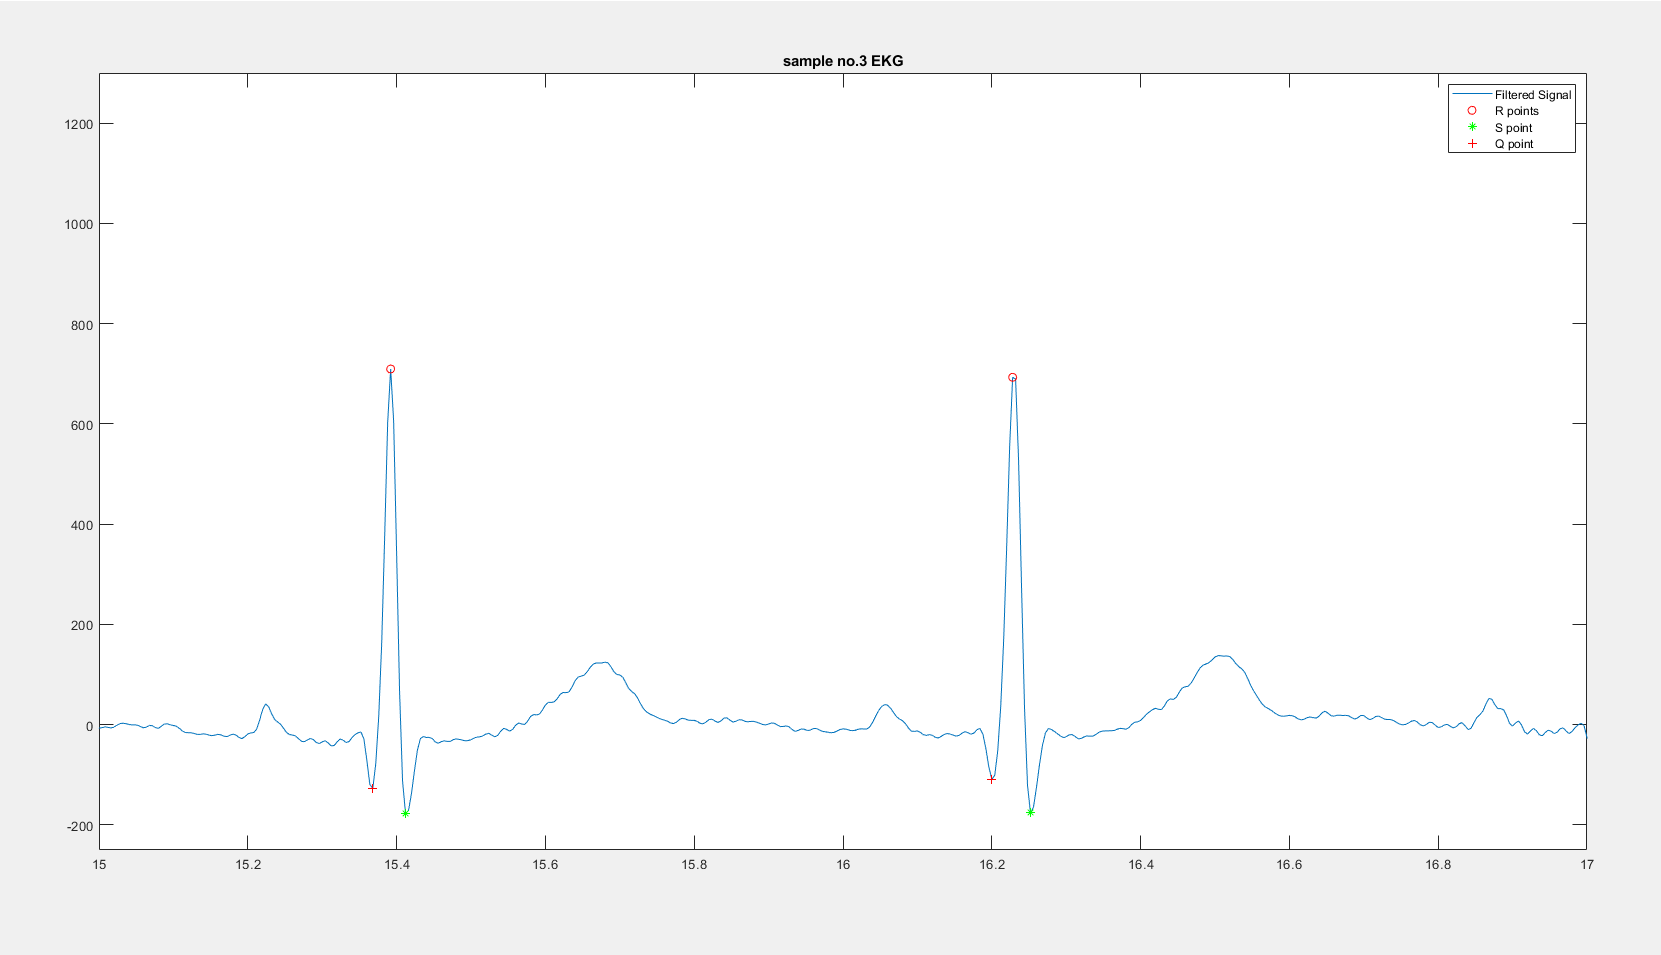 sample no.3 EKG
Filtered Signal
R points
S point
Q point
1200
1000
800
600
400
200
0
-200
15 15.2 15.4 15.6 15.8 16 16.2 16.4 16.6 16.8 17